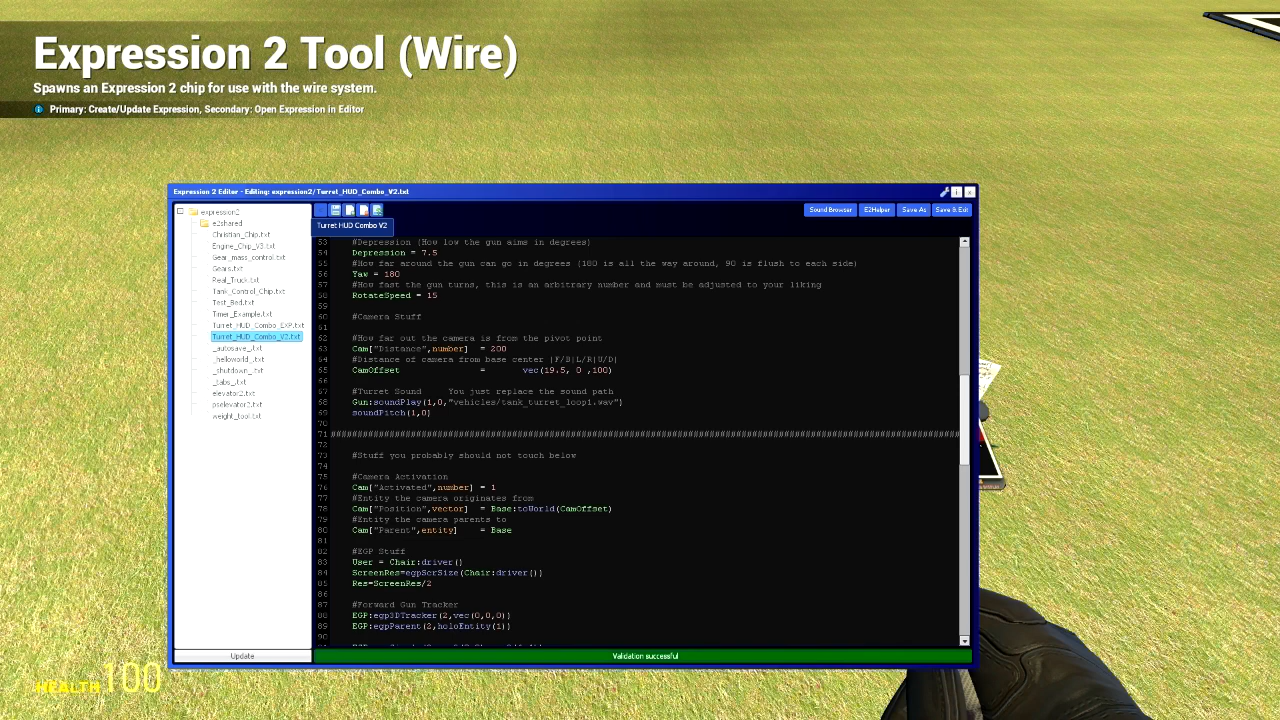 Expression 2 Tool (Wire)
Spawns an Expression 2 chip for use with the wire system.
Primary: Create/Update Expression, Secondary: Open Expression in Editor
Expression 2 Editor - Editing: expression2/Turret_HUD_Combo_V2.txt
Sound Browser
E2Helper
Save As
Save & Exit
Turret HUD Combo V2
expression2
e2shared
Christian_Chip.txt
Engine_Chip_V3.txt
Gear_mass_control.txt
Gears.txt
Real_Truck.txt
Tank_Control_Chip.txt
Test_Bed.txt
Timer_Example.txt
Turret_HUD_Combo_EXP.txt
Turret_HUD_Combo_V2.txt
_autosave_.txt
_helloworld_.txt
_shutdown_.txt
_tabs_.txt
elevator2.txt
pselevator2.txt
weight_tool.txt
Update
53 #Depression (How low the gun aims in degrees)
54 Depression = 7.5
55 #How far around the gun can go in degrees (180 is all the way around, 90 is flush to each side)
56 Yaw = 180
57 #How fast the gun turns, this is an arbitrary number and must be adjusted to your liking
58 RotateSpeed = 15
59
60 #Camera Stuff
61
62 #How far out the camera is from the pivot point
63 Cam["Distance",number] = 200
64 #Distance of camera from base center |F/B|L/R|U/D|
65 CamOffset = vec(19.5, 0 ,100)
66
67 #Turret Sound You just replace the sound path
68 Gun:soundPlay(1,0,"vehicles/tank_turret_loop1.wav")
69 soundPitch(1,0)
70
71
72
73 #Stuff you probably should not touch below
74
75 #Camera Activation
76 Cam["Activated",number] = 1
77 #Entity the camera originates from
78 Cam["Position",vector] = Base:toWorld(CamOffset)
79 #Entity the camera parents to
80 Cam["Parent",entity] = Base
81
82 #EGP Stuff
83 User = Chair:driver()
84 ScreenRes=egpScrSize(Chair:driver())
85 Res=ScreenRes/2
86
87 #Forward Gun Tracker
88 EGP:egp3DTracker(2,vec(0,0,0))
89 EGP:egpParent(2,holoEntity(1))
90
Validation successful
HEALTH 100